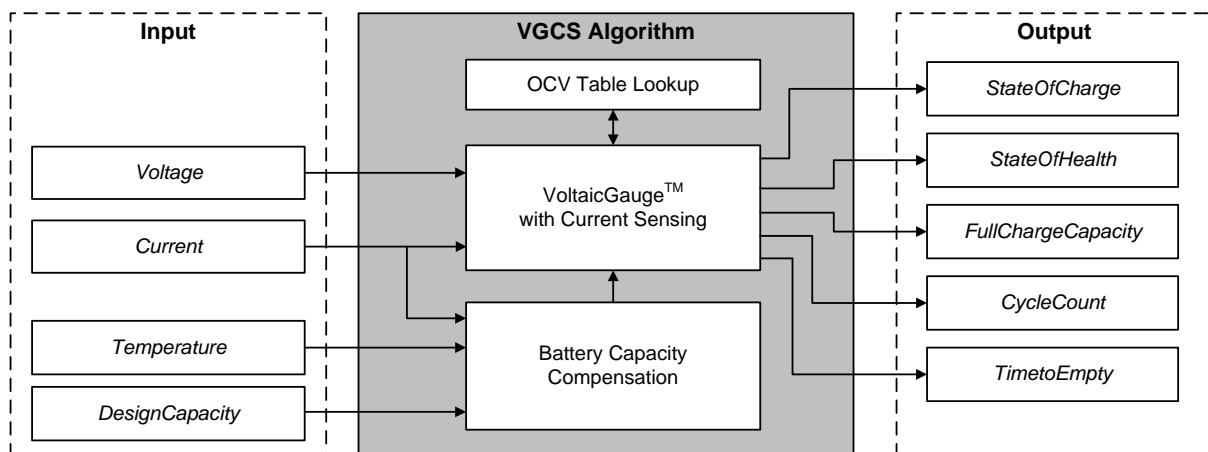 Input
VGCS Algorithm
Output
OCV Table Lookup
StateOfCharge
Voltage
VoltaicGauge™
with Current Sensing
StateOfHealth
Current
FullChargeCapacity
CycleCount
Temperature
Battery Capacity
Compensation
TimetoEmpty
DesignCapacity